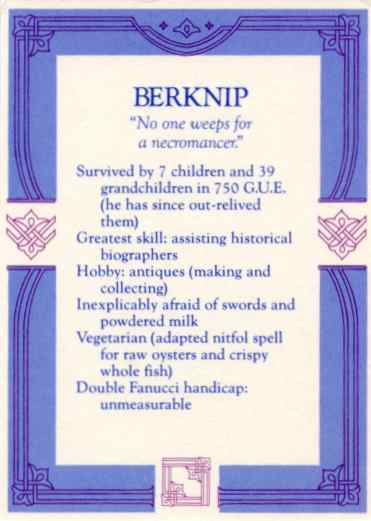 BERKNIP
"No one weeps for
a necromancer."
Survived by 7 children and 39
grandchildren in 750 G.U.E.
(he has since out-relived
them)
Greatest skill: assisting historical
biographers
Hobby: antiques (making and
collecting)
Inexplicably afraid of swords and
powdered milk
Vegetarian (adapted nitfol spell
for raw oysters and crispy
whole fish)
Double Fanucci handicap:
unmeasurable